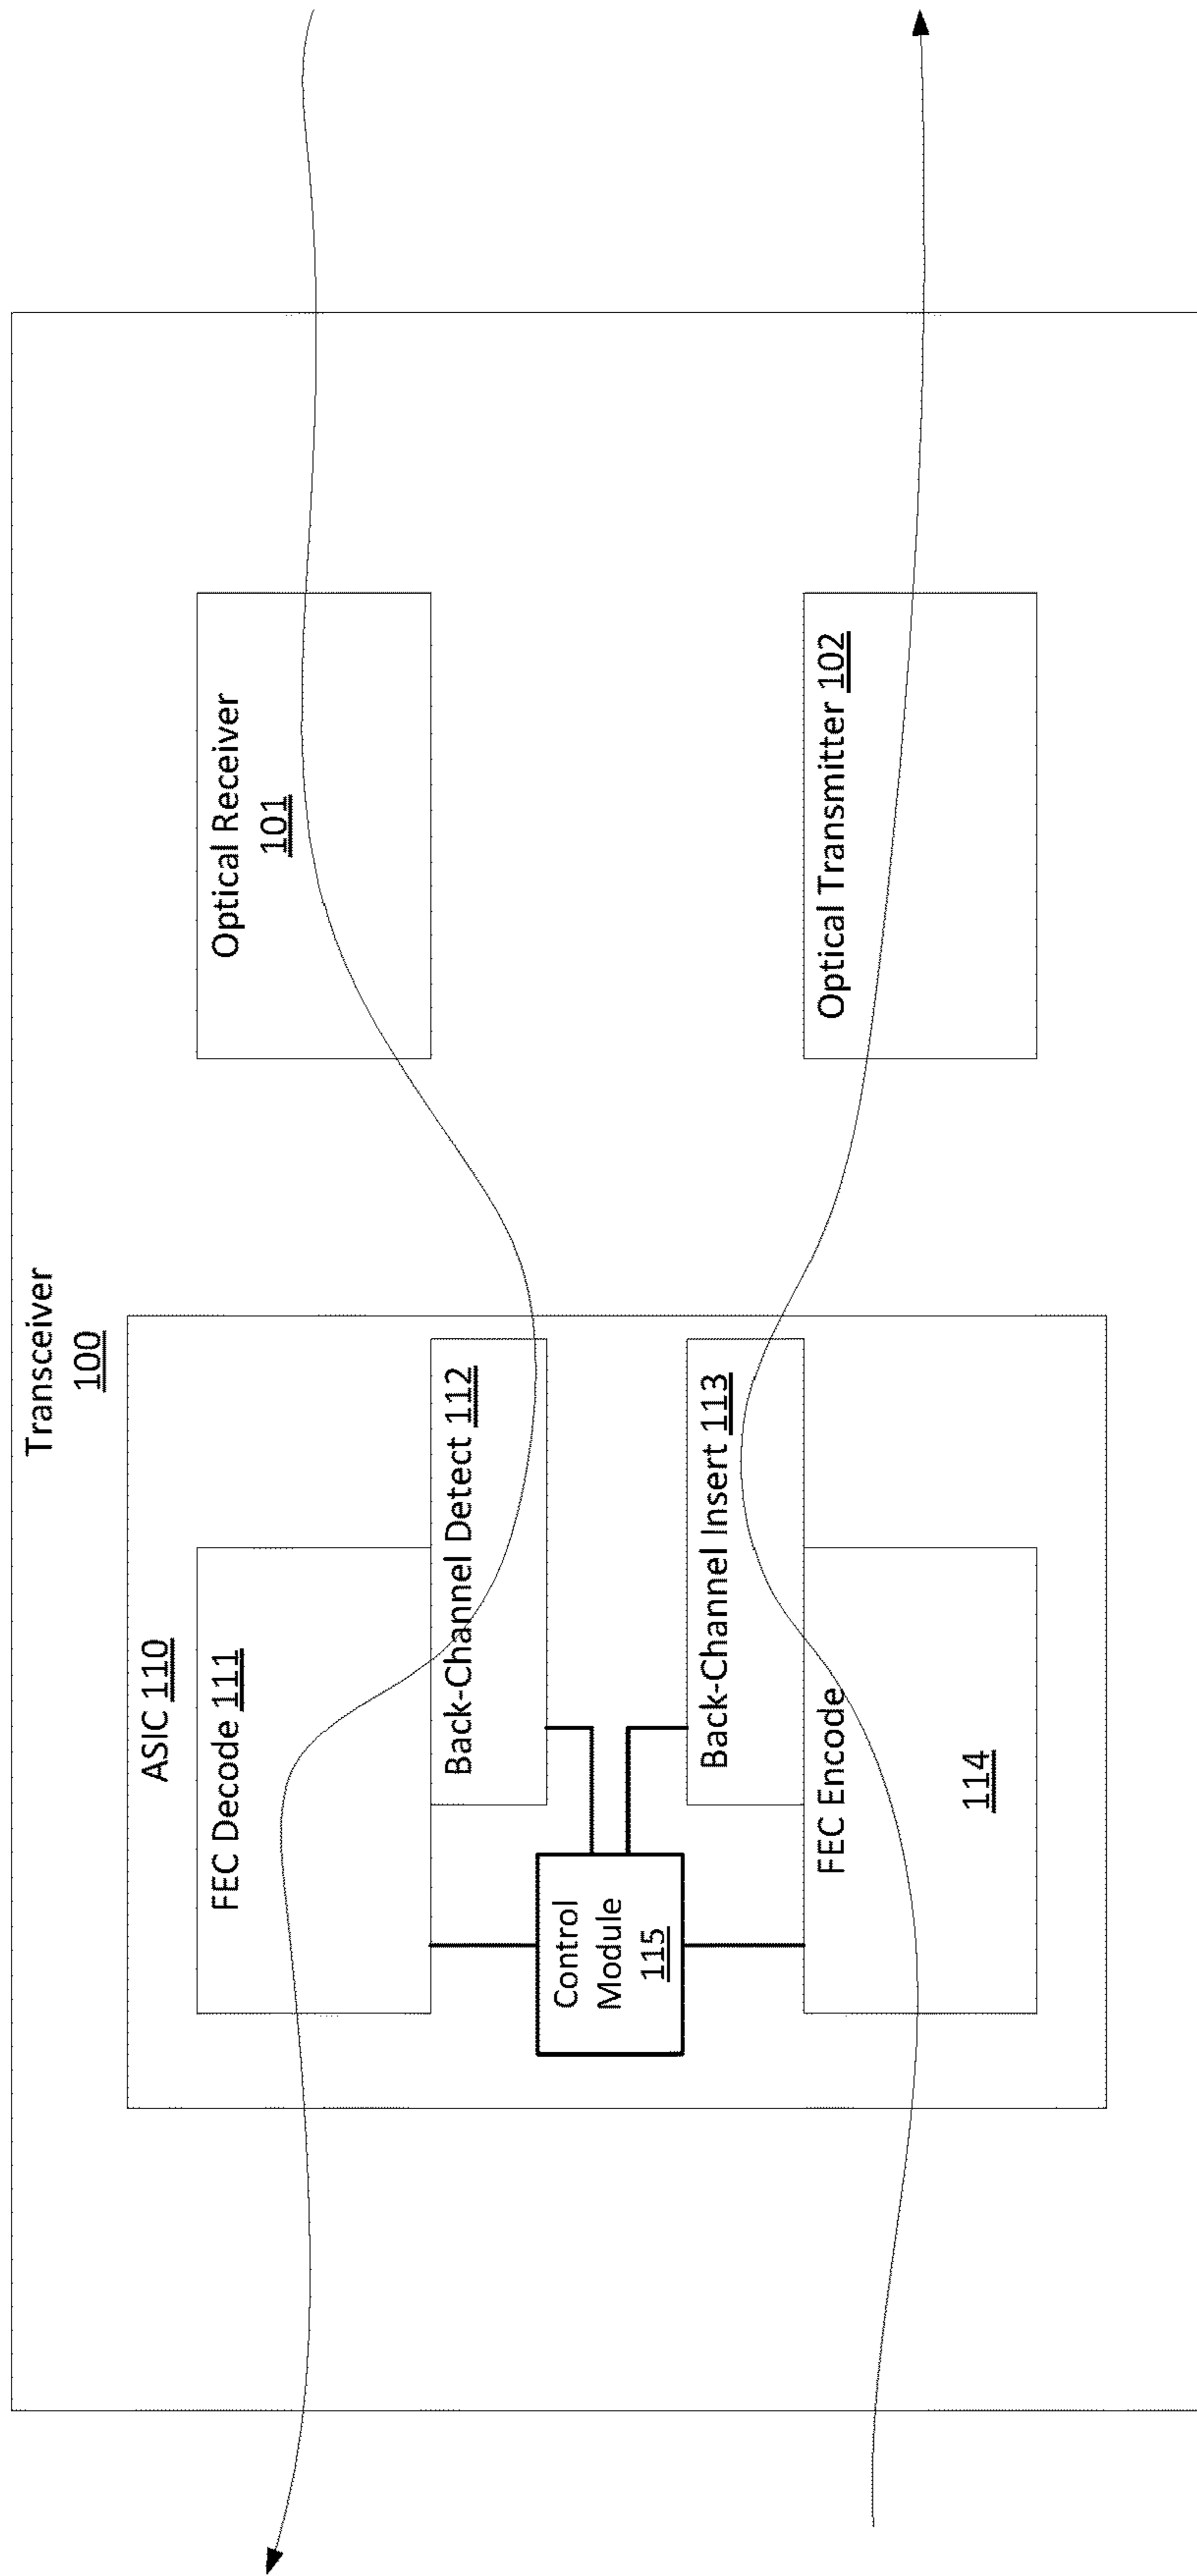 Transceiver
100
ASIC 110
FEC Decode 111
Optical Receiver
101
Back-Channel Detect 112
Control
Module
115
Back-Channel Insert 113
FEC Encode
114
Optical Transmitter 102